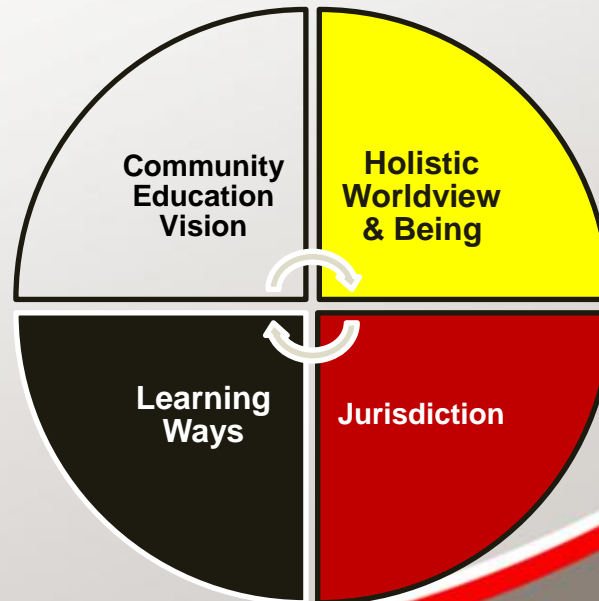 Community
Education
Vision
Holistic
Worldview
& Being
Learning
Ways
Jurisdiction